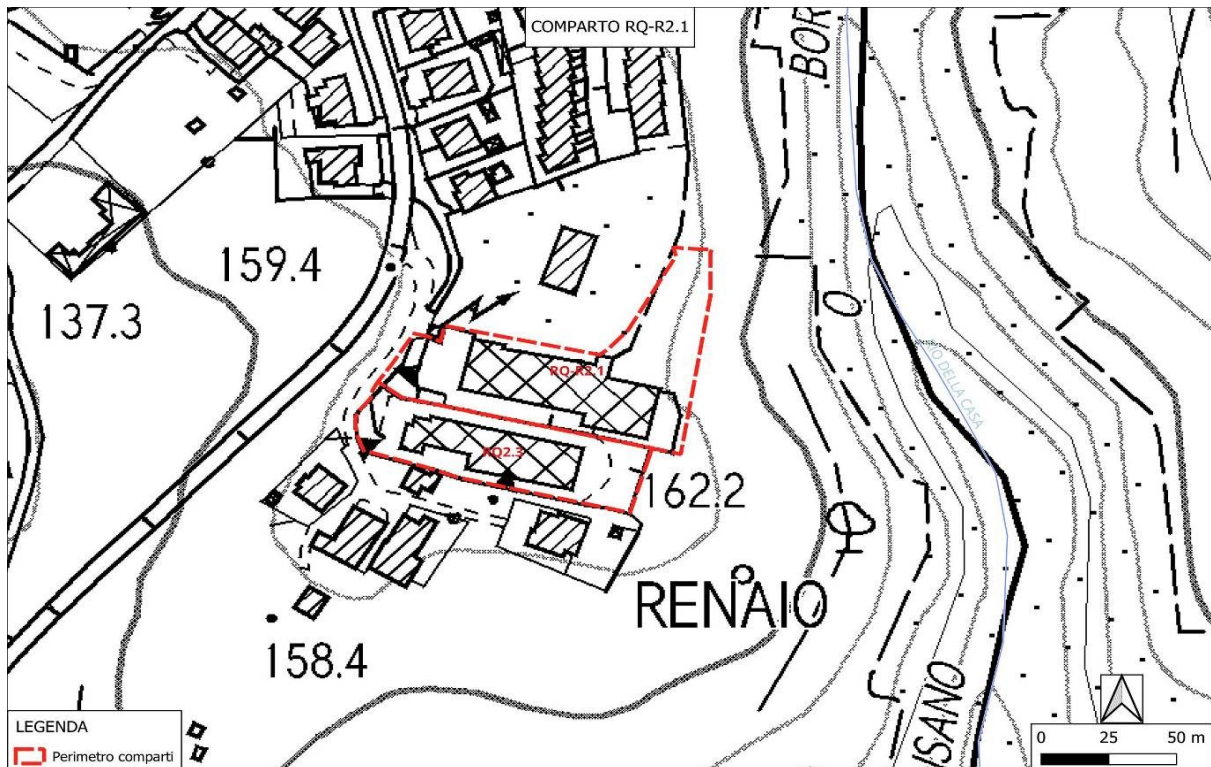 COMPARTO RQ-R2.1
BOR
159.4
137.3
O
RQ-R2.1
RQ2.3
162.2
RENAIO
158.4
ISANO
LEGENDA
Perimetro comparti
0 25 50 m